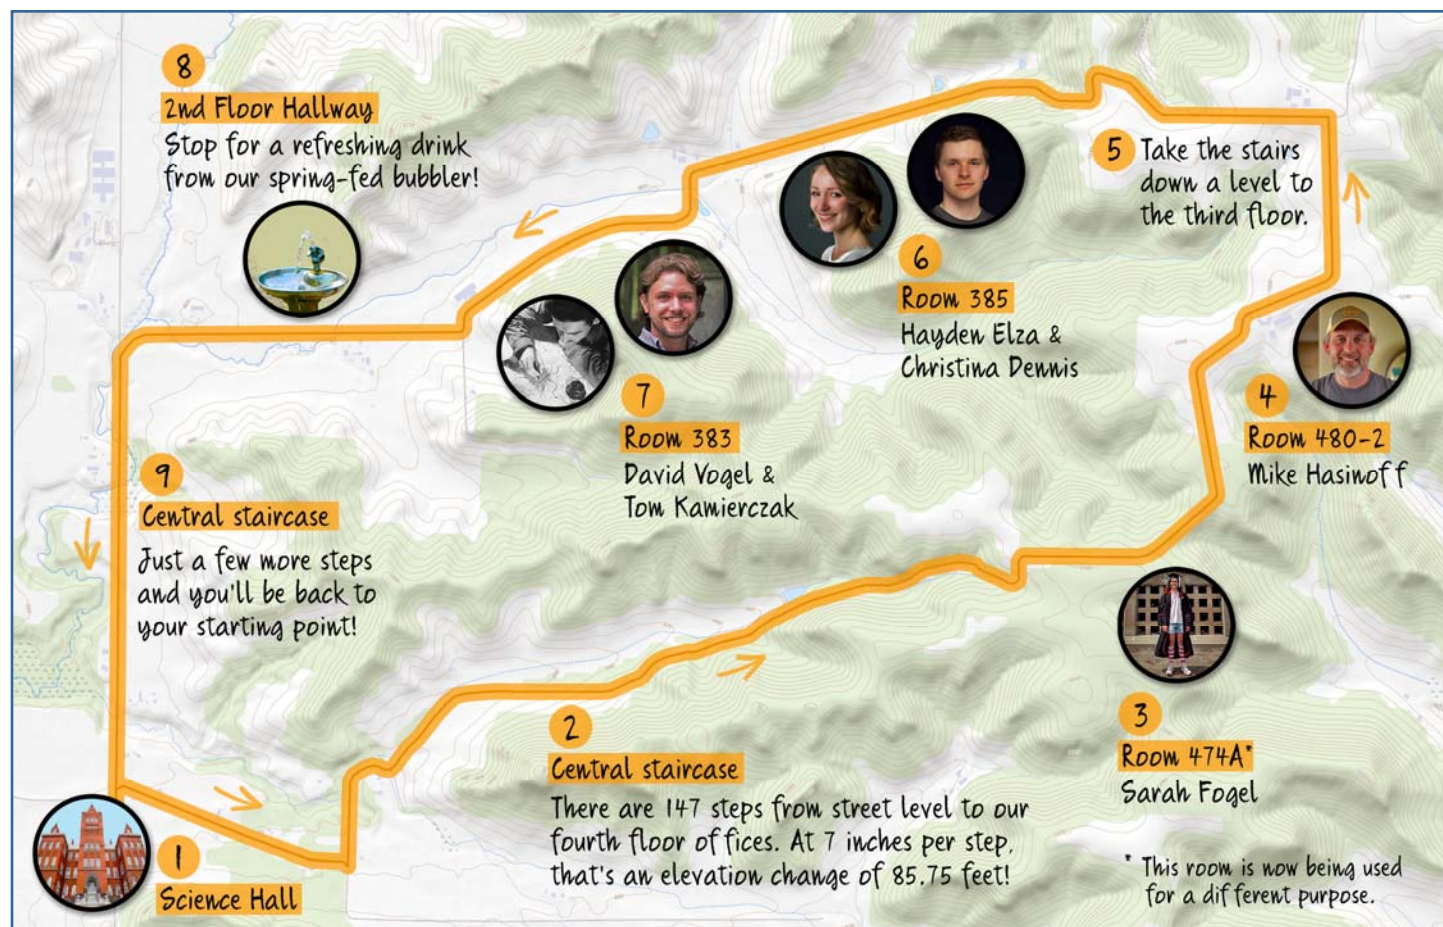 1
Science Hall
2
Central staircase
There are 147 steps from street level to our
fourth floor offices. At 7 inches per step,
that's an elevation change of 85.75 feet!
3
Room 474A*
Sarah Fogel
* This room is now being used
for a different purpose.
4
Room 480-2
Mike Hasinoff
5 Take the stairs
down a level to
the third floor.
6
Room 385
Hayden Elza &
Christina Dennis
7
Room 383
David Vogel &
Tom Kamierczak
8
2nd Floor Hallway
Stop for a refreshing drink
from our spring-fed bubbler!
9
Central staircase
Just a few more steps
and you'll be back to
your starting point!